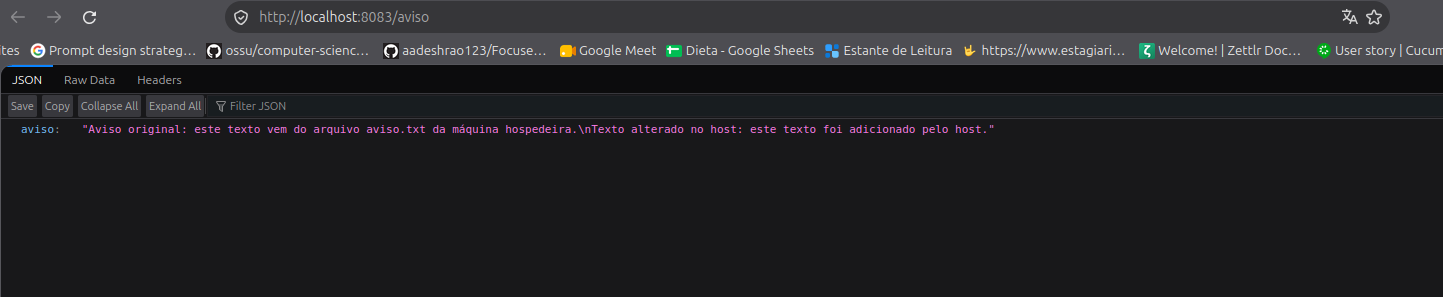 http://localhost:8083/aviso
ites Prompt design strateg… ossu/computer-scienc… aadeshrao123/Focuse… Google Meet Dieta - Google Sheets Estante de Leitura https://www.estagiari… Welcome! | Zettlr Doc… User story | Cucum
JSON Raw Data Headers
Save Copy Collapse All Expand All Filter JSON
aviso: "Aviso original: este texto vem do arquivo aviso.txt da máquina hospedeira.\nTexto alterado no host: este texto foi adicionado pelo host."